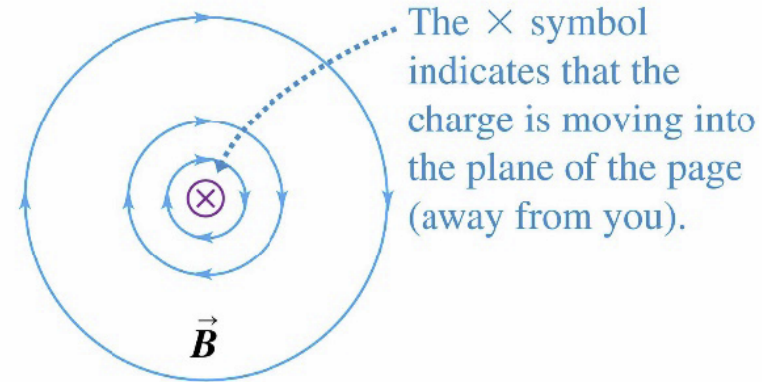 The × symbol
indicates that the
charge is moving into
the plane of the page
(away from you).
B⃗